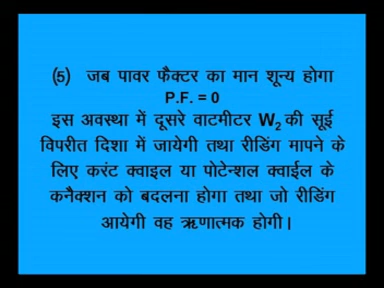 (5) जब पावर फैक्टर का मान शून्य होगा
P.F. = 0
इस अवस्था में दूसरे वाटमीटर W₂ की सूई
विपरीत दिशा में जायेगी तथा रीडिंग मापने के
लिए करंट क्वाइल या पोटेन्शल क्वाईल के
कनैक्शन को बदलना होगा तथा जो रीडिंग
आयेगी वह ऋणात्मक होगी।